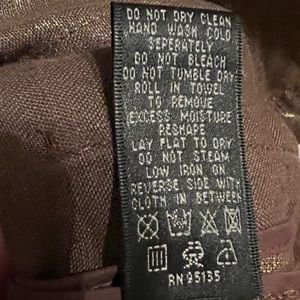 DO NOT DRY CLEAN
HAND WASH COLD
SEPERATELY
DO NOT BLEACH
DO NOT TUMBLE DRY
ROLL IN TOWEL
TO REMOVE
EXCESS MOISTURE
RESHAPE
LAY FLAT TO DRY
DO NOT STEAM
LOW IRON ON
REVERSE SIDE WITH
CLOTH IN BETWEEN
RN 95135